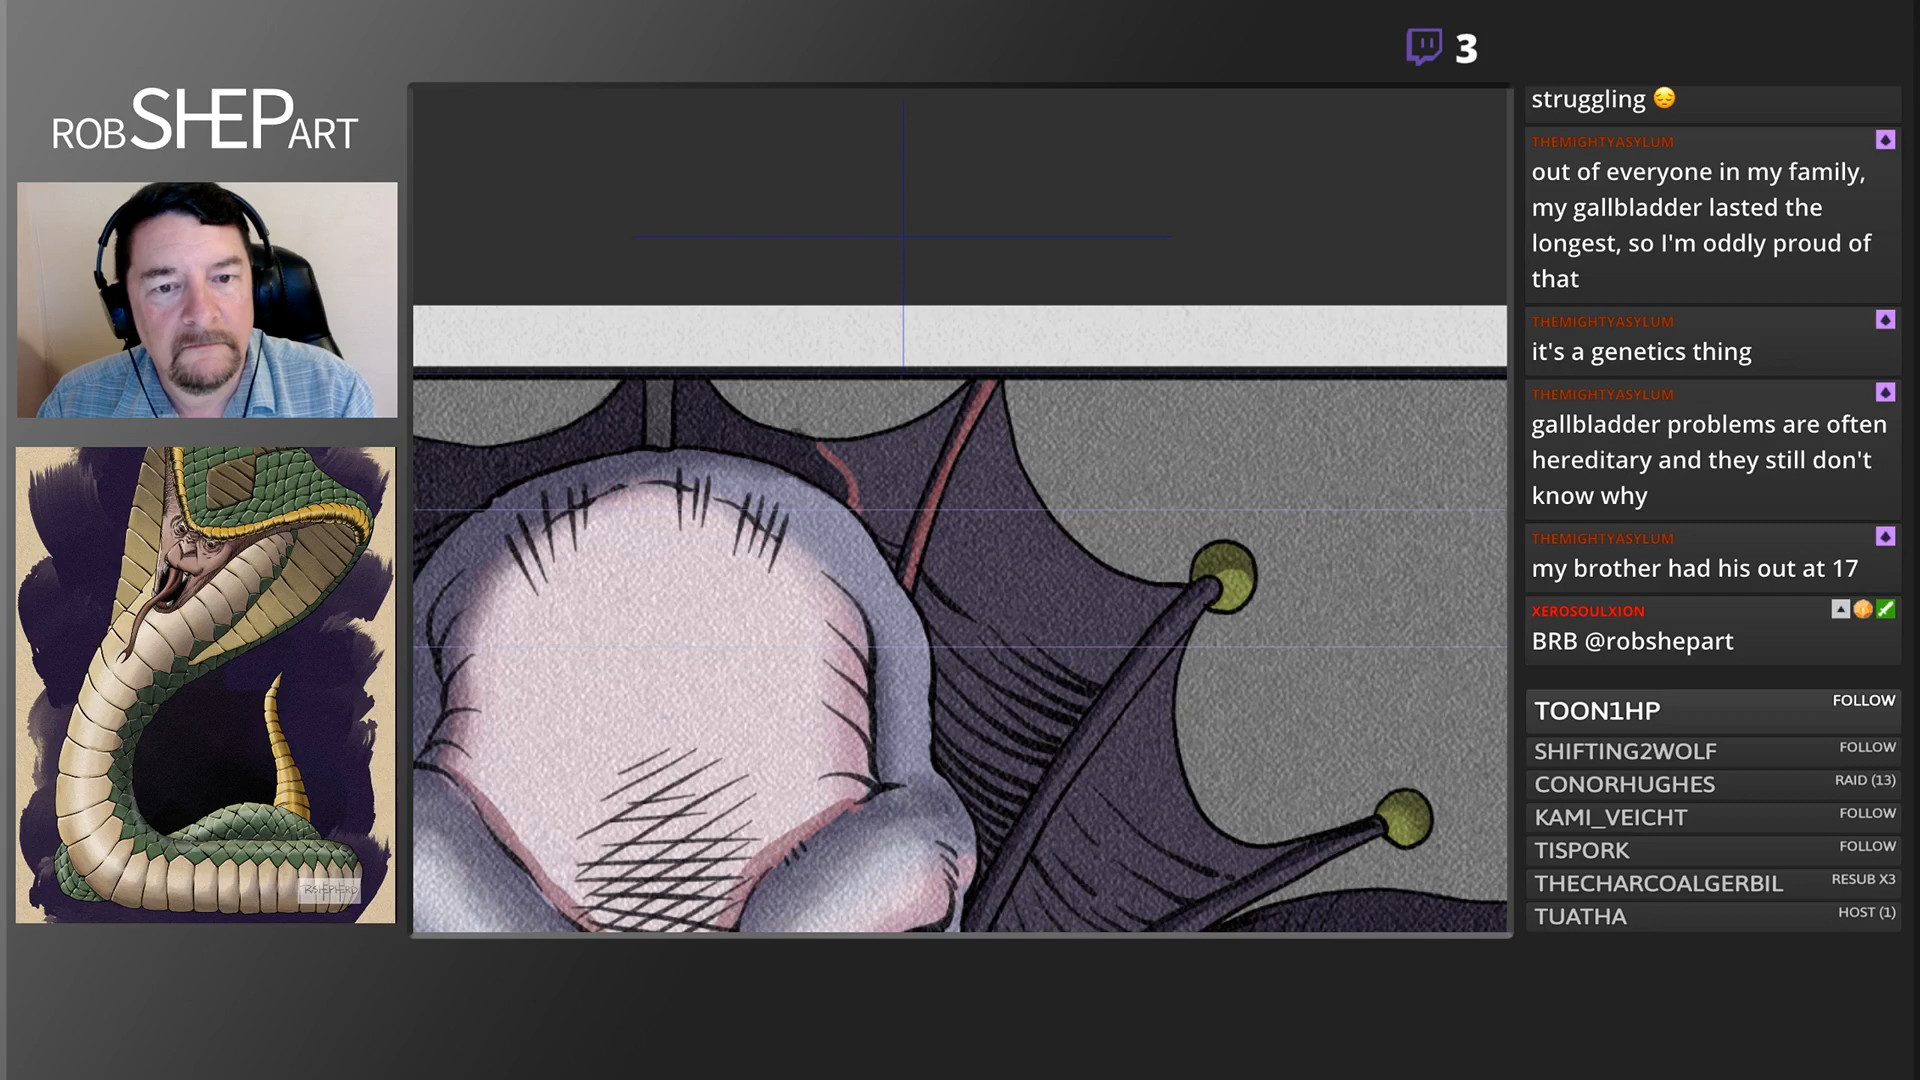 3
ROBSHEPART
struggling 😔
THEMIGHTYASYLUM
out of everyone in my family,
my gallbladder lasted the
longest, so I'm oddly proud of
that
THEMIGHTYASYLUM
it's a genetics thing
THEMIGHTYASYLUM
gallbladder problems are often
hereditary and they still don't
know why
THEMIGHTYASYLUM
my brother had his out at 17
XEROSOULXION
BRB @robshepart
TOON1HP FOLLOW
SHIFTING2WOLF FOLLOW
CONORHUGHES RAID (13)
KAMI_VEICHT FOLLOW
TISPORK FOLLOW
THECHARCOALGERBIL RESUB X3
TUATHA HOST (1)
RSHEPHERD